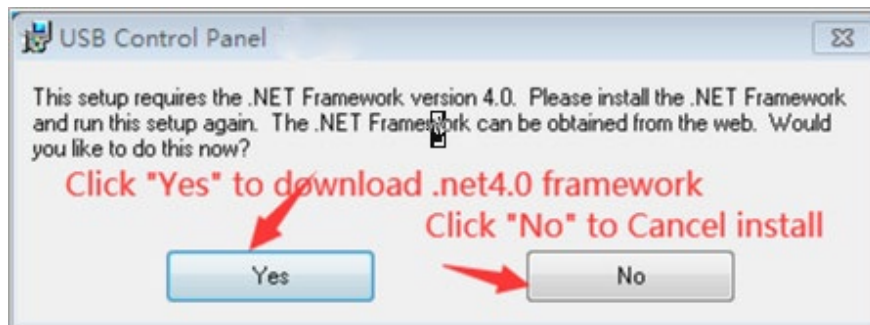 USB Control Panel
This setup requires the .NET Framework version 4.0. Please install the .NET Framework
and run this setup again. The .NET Framework can be obtained from the web. Would
you like to do this now?
Click "Yes" to download .net4.0 framework
Click "No" to Cancel install
Yes
No